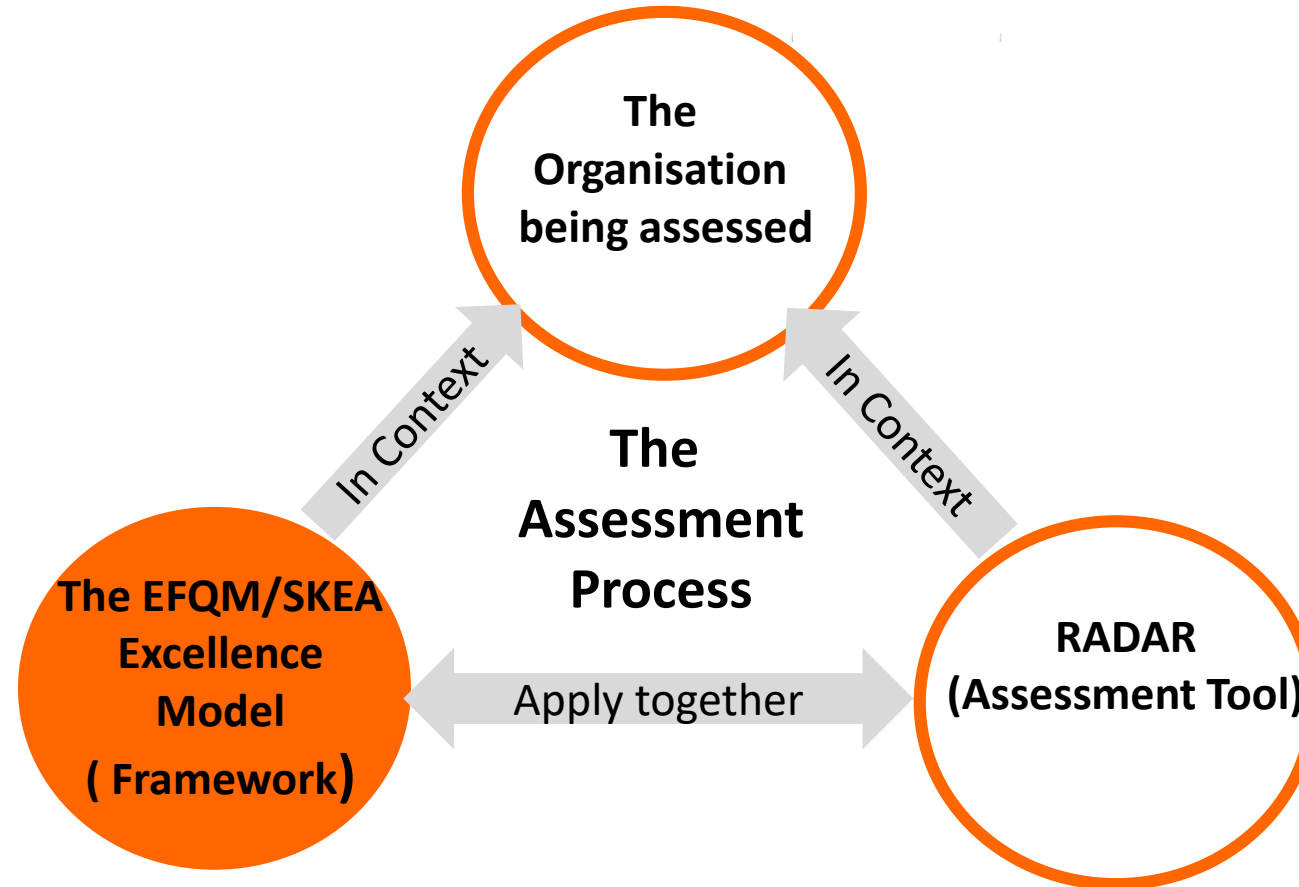 The
Organisation
being assessed
In Context
In Context
The
Assessment
Process
The EFQM/SKEA
Excellence
Model
( Framework)
Apply together
RADAR
(Assessment Tool)